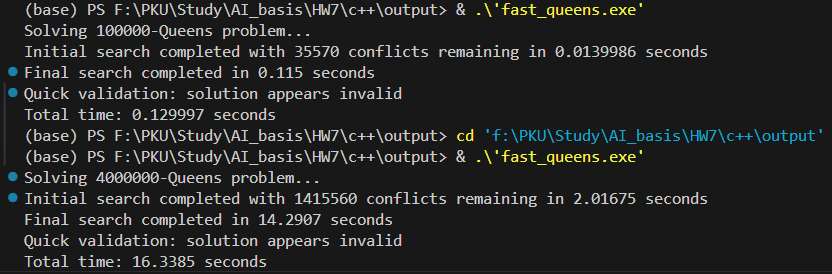 (base) PS F:\PKU\Study\AI_basis\HW7\c++\output> & .\'fast_queens.exe'
Solving 100000-Queens problem...
Initial search completed with 35570 conflicts remaining in 0.0139986 seconds
Final search completed in 0.115 seconds
Quick validation: solution appears invalid
Total time: 0.129997 seconds
(base) PS F:\PKU\Study\AI_basis\HW7\c++\output> cd 'f:\PKU\Study\AI_basis\HW7\c++\output'
(base) PS F:\PKU\Study\AI_basis\HW7\c++\output> & .\'fast_queens.exe'
Solving 4000000-Queens problem...
Initial search completed with 1415560 conflicts remaining in 2.01675 seconds
Final search completed in 14.2907 seconds
Quick validation: solution appears invalid
Total time: 16.3385 seconds